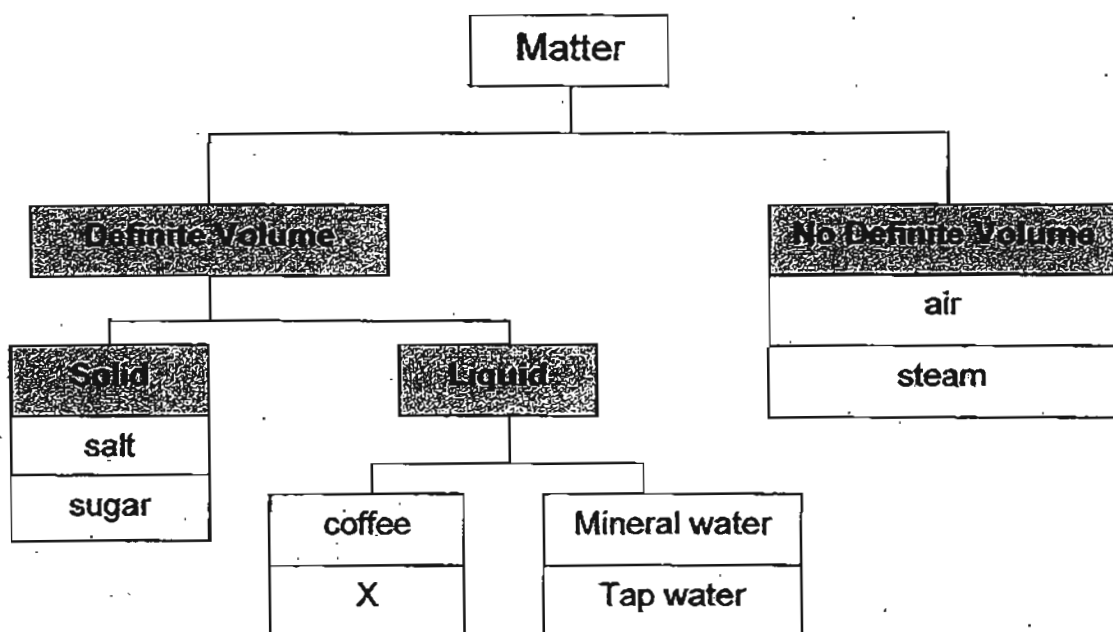 Matter
Definite Volume
No Definite Volume
air
steam
Solid
salt
sugar
Liquid
coffee
X
Mineral water
Tap water